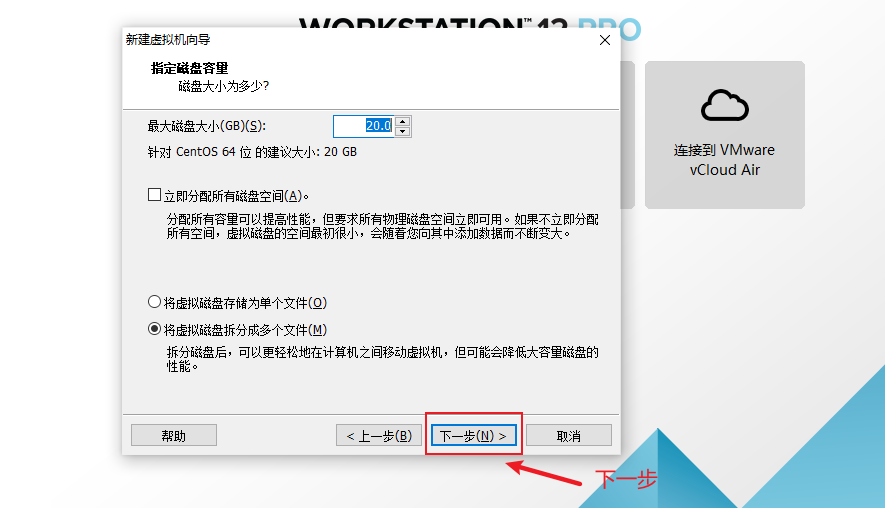 WORKSTATION™ 12 PRO
新建虚拟机向导
指定磁盘容量
磁盘大小为多少?
最大磁盘大小(GB)(S):
20.0
针对 CentOS 64 位 的建议大小: 20 GB
立即分配所有磁盘空间(A)。
分配所有容量可以提高性能，但要求所有物理磁盘空间立即可用。如果不立即分配
所有空间，虚拟磁盘的空间最初很小，会随着您向其中添加数据而不断变大。
将虚拟磁盘存储为单个文件(O)
将虚拟磁盘拆分成多个文件(M)
拆分磁盘后，可以更轻松地在计算机之间移动虚拟机，但可能会降低大容量磁盘的
性能。
帮助
< 上一步(B)
下一步(N) >
取消
连接到 VMware
vCloud Air
下一步